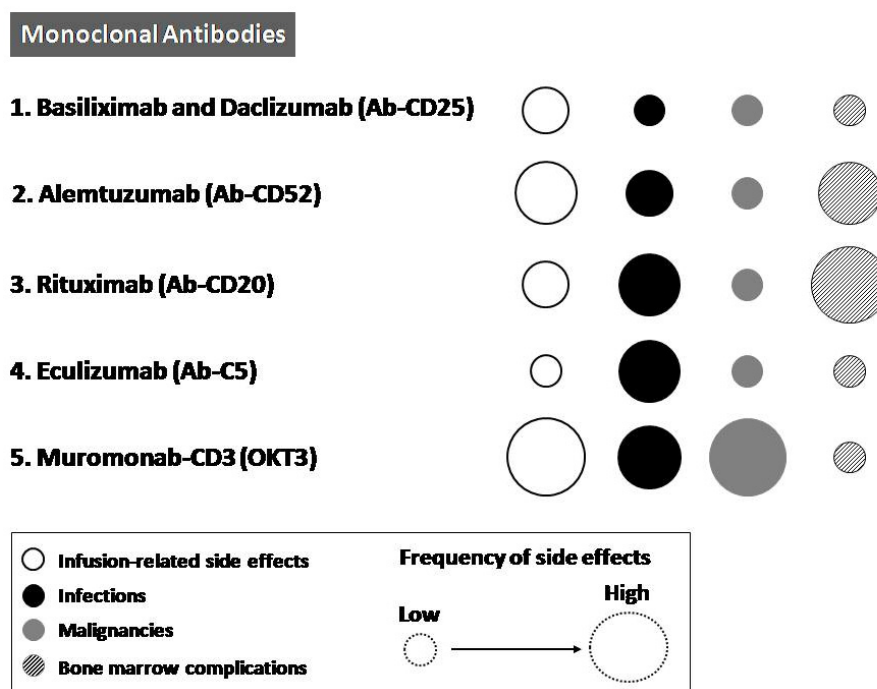 Monoclonal Antibodies
1. Basiliximab and Daclizumab (Ab-CD25)
2. Alemtuzumab (Ab-CD52)
3. Rituximab (Ab-CD20)
4. Eculizumab (Ab-C5)
5. Muromonab-CD3 (OKT3)
Infusion-related side effects
Infections
Malignancies
Bone marrow complications
Frequency of side effects
Low
High